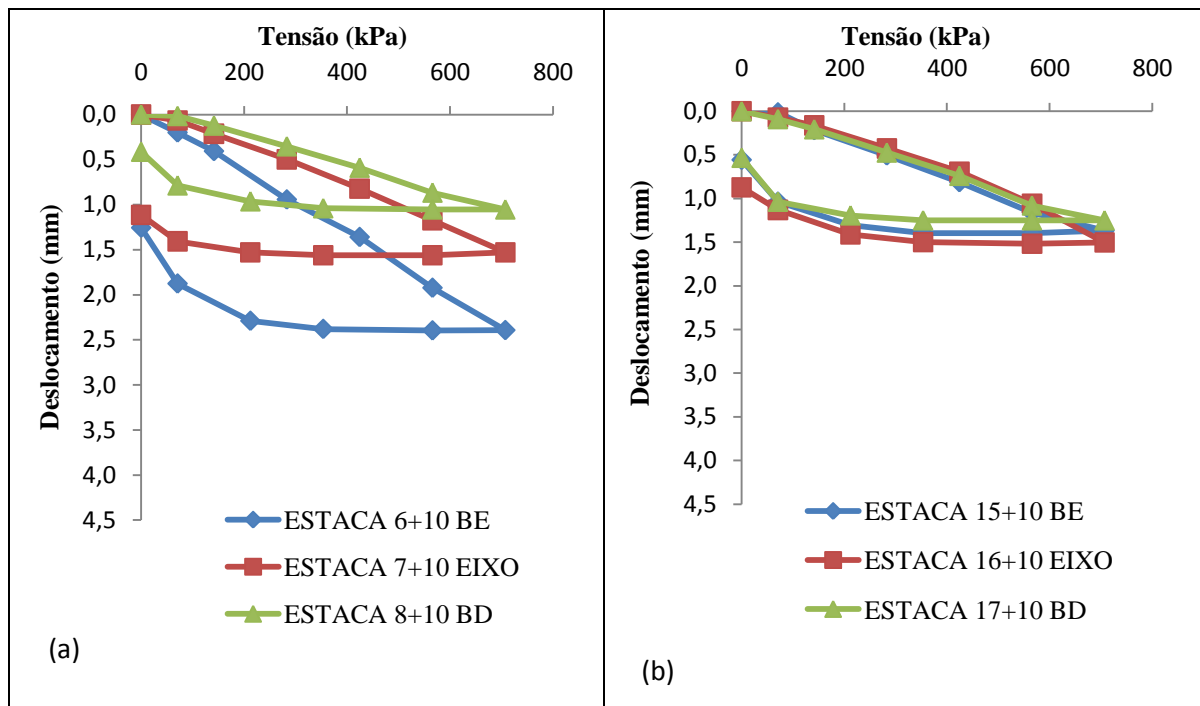 Tensão (kPa)
0 200 400 600 800
0,0
0,5
1,0
1,5
2,0
2,5
3,0
3,5
4,0
4,5
Deslocamento (mm)
ESTACA 6+10 BE
ESTACA 7+10 EIXO
ESTACA 8+10 BD
(a)
Tensão (kPa)
0 200 400 600 800
0,0
0,5
1,0
1,5
2,0
2,5
3,0
3,5
4,0
4,5
Deslocamento (mm)
ESTACA 15+10 BE
ESTACA 16+10 EIXO
ESTACA 17+10 BD
(b)